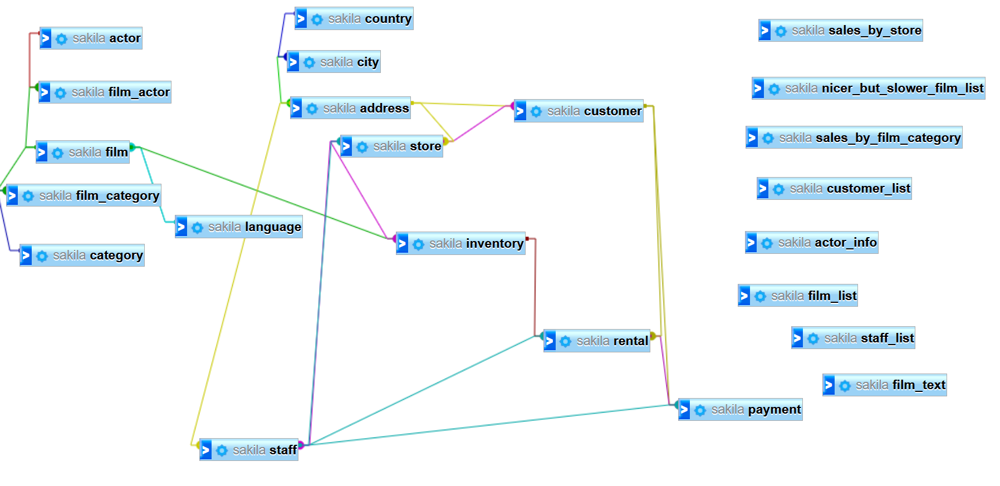 sakila country
sakila actor
sakila city
sakila film_actor
sakila address
sakila customer
sakila store
sakila film
sakila film_category
sakila language
sakila inventory
sakila category
sakila rental
sakila payment
sakila staff
sakila sales_by_store
sakila nicer_but_slower_film_list
sakila sales_by_film_category
sakila customer_list
sakila actor_info
sakila film_list
sakila staff_list
sakila film_text